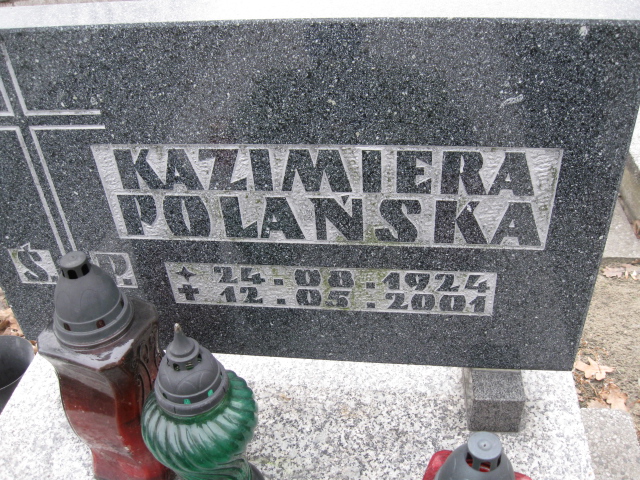 KAZIMIERA
POLAŃSKA
Ś.P.
24.08.1924
12.05.2001